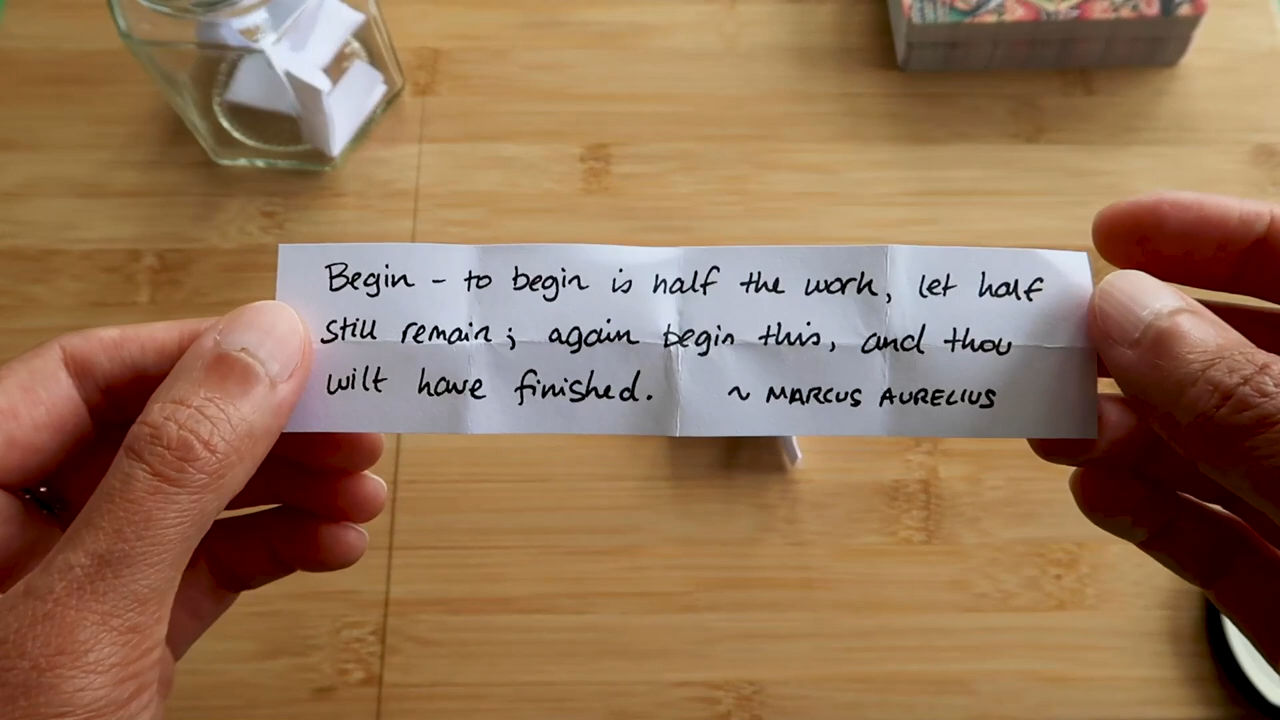 Begin - to begin is half the work, let half
still remain; again begin this, and thou
wilt have finished. ~ MARCUS AURELIUS